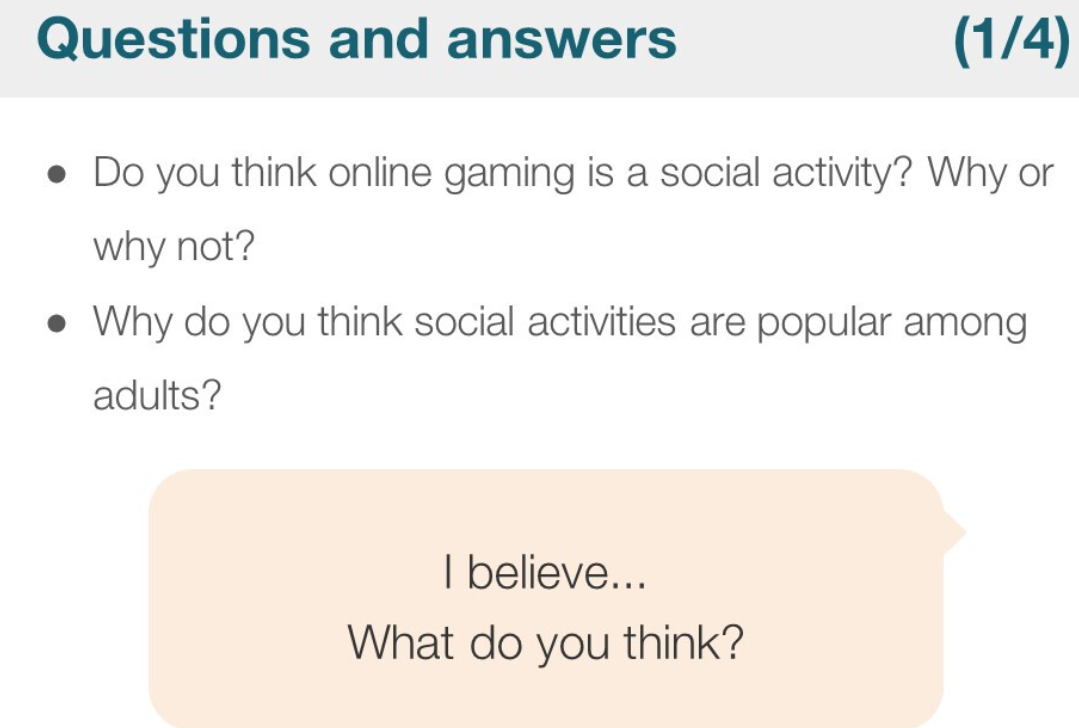 Questions and answers (1/4)
● Do you think online gaming is a social activity? Why or
why not?
● Why do you think social activities are popular among
adults?
I believe...
What do you think?